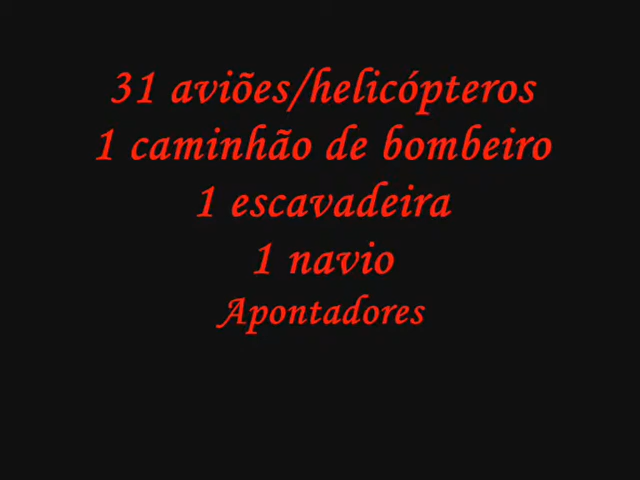 31 aviões/helicópteros
1 caminhão de bombeiro
1 escavadeira
1 navio
Apontadores